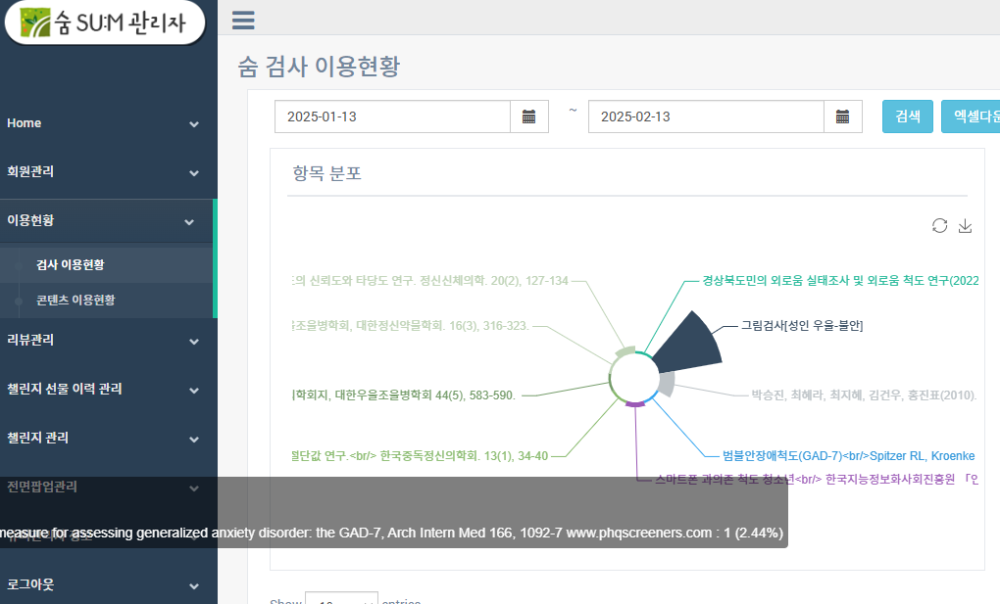 숨 SU:M 관리자
Home
회원관리
이용현황
검사 이용현황
콘텐츠 이용현황
리뷰관리
챌린지 선물 이력 관리
챌린지 관리
전면팝업관리
로그아웃
숨 검사 이용현황
2025-01-13 ~ 2025-02-13 검색 엑셀다운
항목 분포
의 신뢰도와 타당도 연구. 정신신체의학. 20(2), 127-134
경상북도민의 외로움 실태조사 및 외로움 척도 연구(2022
조울병학회, 대한정신약물학회. 16(3), 316-323.
그림검사[성인 우울-불안]
학회지, 대한우울조울병학회 44(5), 583-590.
박승진, 최혜라, 최지혜, 김건우, 홍진표(2010).
절단값 연구.<br/> 한국중독정신의학회. 13(1), 34-40
범불안장애척도(GAD-7)<br/>Spitzer RL, Kroenke
스마트폰 과의존 척도 청소년<br/> 한국지능정보화사회진흥원 「인
measure for assessing generalized anxiety disorder: the GAD-7, Arch Intern Med 166, 1092-7 www.phqscreeners.com : 1 (2.44%)
Show 10 entries